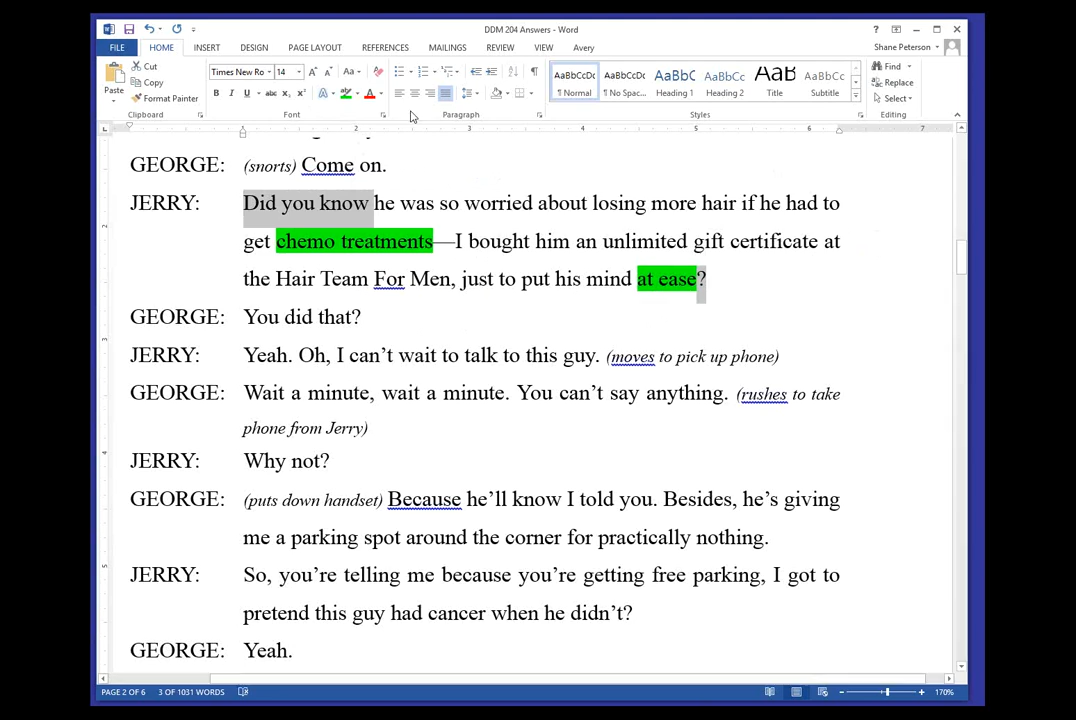 DDM 204 Answers - Word
FILE HOME INSERT DESIGN PAGE LAYOUT REFERENCES MAILINGS REVIEW VIEW Avery
Shane Peterson
Paste
Cut
Copy
Format Painter
Clipboard
Times New Ro 14
Font
Paragraph
AaBbCcDc AaBbCcDc AaBbC AaBbCc AaB AaBbCc
¶ Normal ¶ No Spac... Heading 1 Heading 2 Title Subtitle
Styles
Find
Replace
Select
Editing
1 2 3 4 5 6 7
GEORGE: (snorts) Come on.
JERRY: Did you know he was so worried about losing more hair if he had to
get chemo treatments—I bought him an unlimited gift certificate at
the Hair Team For Men, just to put his mind at ease?
GEORGE: You did that?
JERRY: Yeah. Oh, I can’t wait to talk to this guy. (moves to pick up phone)
GEORGE: Wait a minute, wait a minute. You can’t say anything. (rushes to take
phone from Jerry)
JERRY: Why not?
GEORGE: (puts down handset) Because he’ll know I told you. Besides, he’s giving
me a parking spot around the corner for practically nothing.
JERRY: So, you’re telling me because you’re getting free parking, I got to
pretend this guy had cancer when he didn’t?
GEORGE: Yeah.
PAGE 2 OF 6 3 OF 1031 WORDS
170%